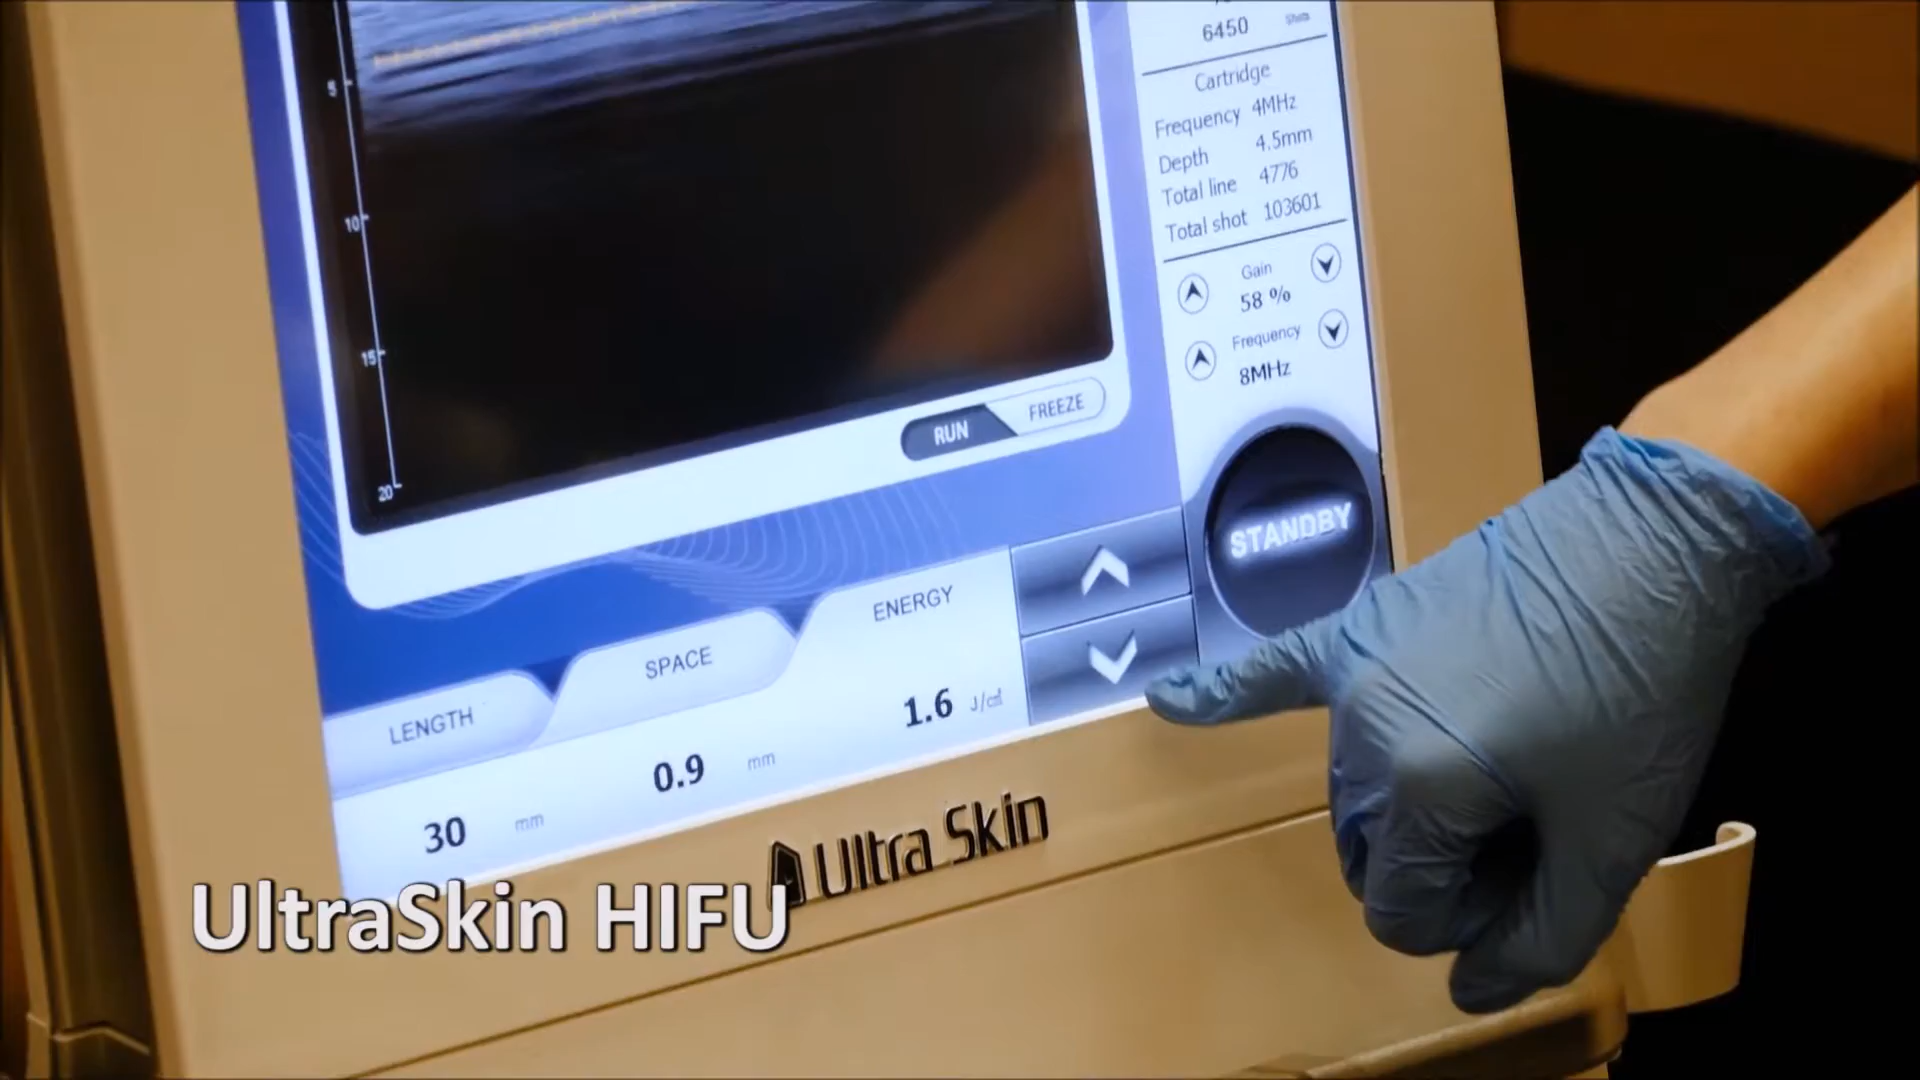 6450 Shots
Cartridge
Frequency 4MHz
Depth 4.5mm
Total line 4776
Total shot 103601
Gain
58 %
Frequency
8MHz
5
10
15
20
RUN FREEZE
STANDBY
LENGTH SPACE ENERGY
30 mm 0.9 mm 1.6 J/㎠
Ultra Skin
UltraSkin HIFU